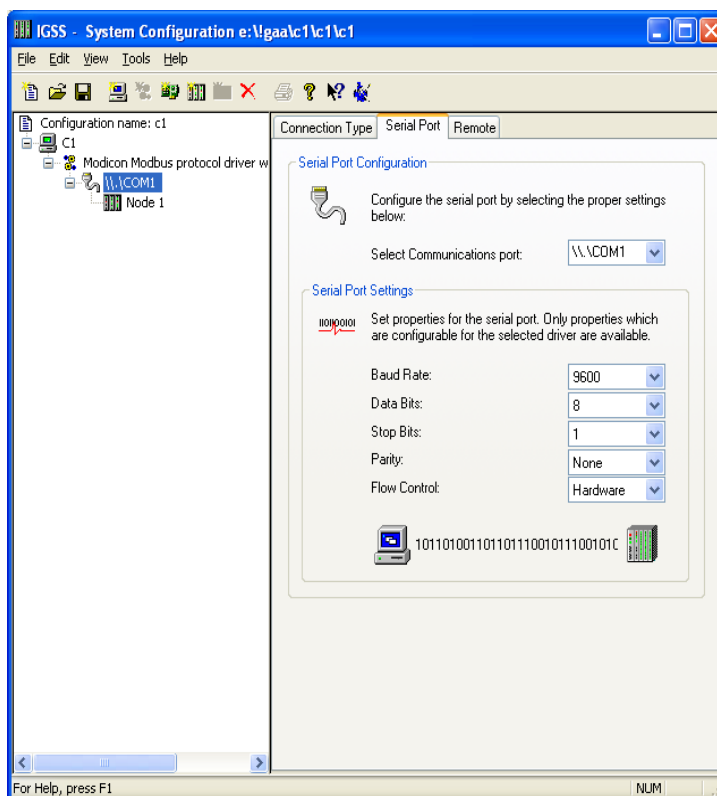 IGSS - System Configuration e:\!gaa\c1\c1\c1
File Edit View Tools Help
Configuration name: c1
C1
Modicon Modbus protocol driver w
\\.\COM1
Node 1
Connection Type Serial Port Remote
Serial Port Configuration
Configure the serial port by selecting the proper settings
below:
Select Communications port: \\.\COM1
Serial Port Settings
101100101
Set properties for the serial port. Only properties which
are configurable for the selected driver are available.
Baud Rate: 9600
Data Bits: 8
Stop Bits: 1
Parity: None
Flow Control: Hardware
10110100110110111001011100101C
For Help, press F1 NUM